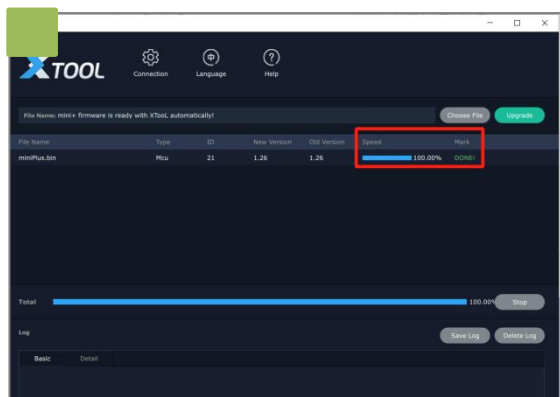 XTOOL
Connection
Language
Help
File Name: mini+ firmware is ready with XTooL automatically!
Choose File
Upgrade
File Name Type ID New Version Old Version Speed Mark
miniPlus.bin Mcu 21 1.26 1.26 100.00% DONE!
Total 100.00% Stop
Log
Save Log
Delete Log
Basic Detail